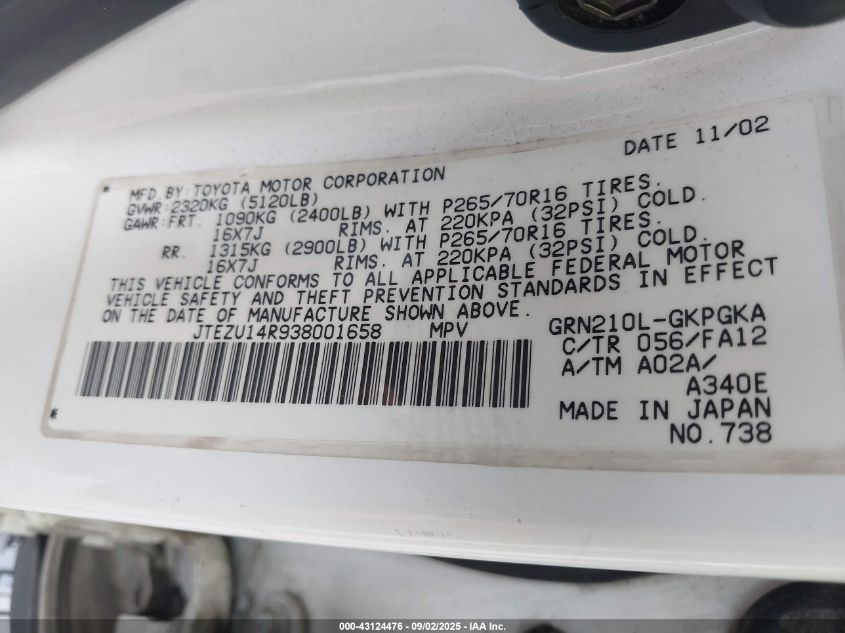 DATE 11/02
MFD.BY:TOYOTA MOTOR CORPORATION
GVWR:2320KG (5120LB)
GAWR:FRT. 1090KG (2400LB) WITH P265/70R16 TIRES.
16X7J RIMS. AT 220KPA (32PSI) COLD.
RR. 1315KG (2900LB) WITH P265/70R16 TIRES.
16X7J RIMS. AT 220KPA (32PSI) COLD.
THIS VEHICLE CONFORMS TO ALL APPLICABLE FEDERAL MOTOR
VEHICLE SAFETY AND THEFT PREVENTION STANDARDS IN EFFECT
ON THE DATE OF MANUFACTURE SHOWN ABOVE.
JTEZU14R938001658 MPV
GRN210L-GKPGKA
C/TR 056/FA12
A/TM A02A/
A340E
MADE IN JAPAN
NO.738
000-43124476 - 09/02/2025 - IAA Inc.